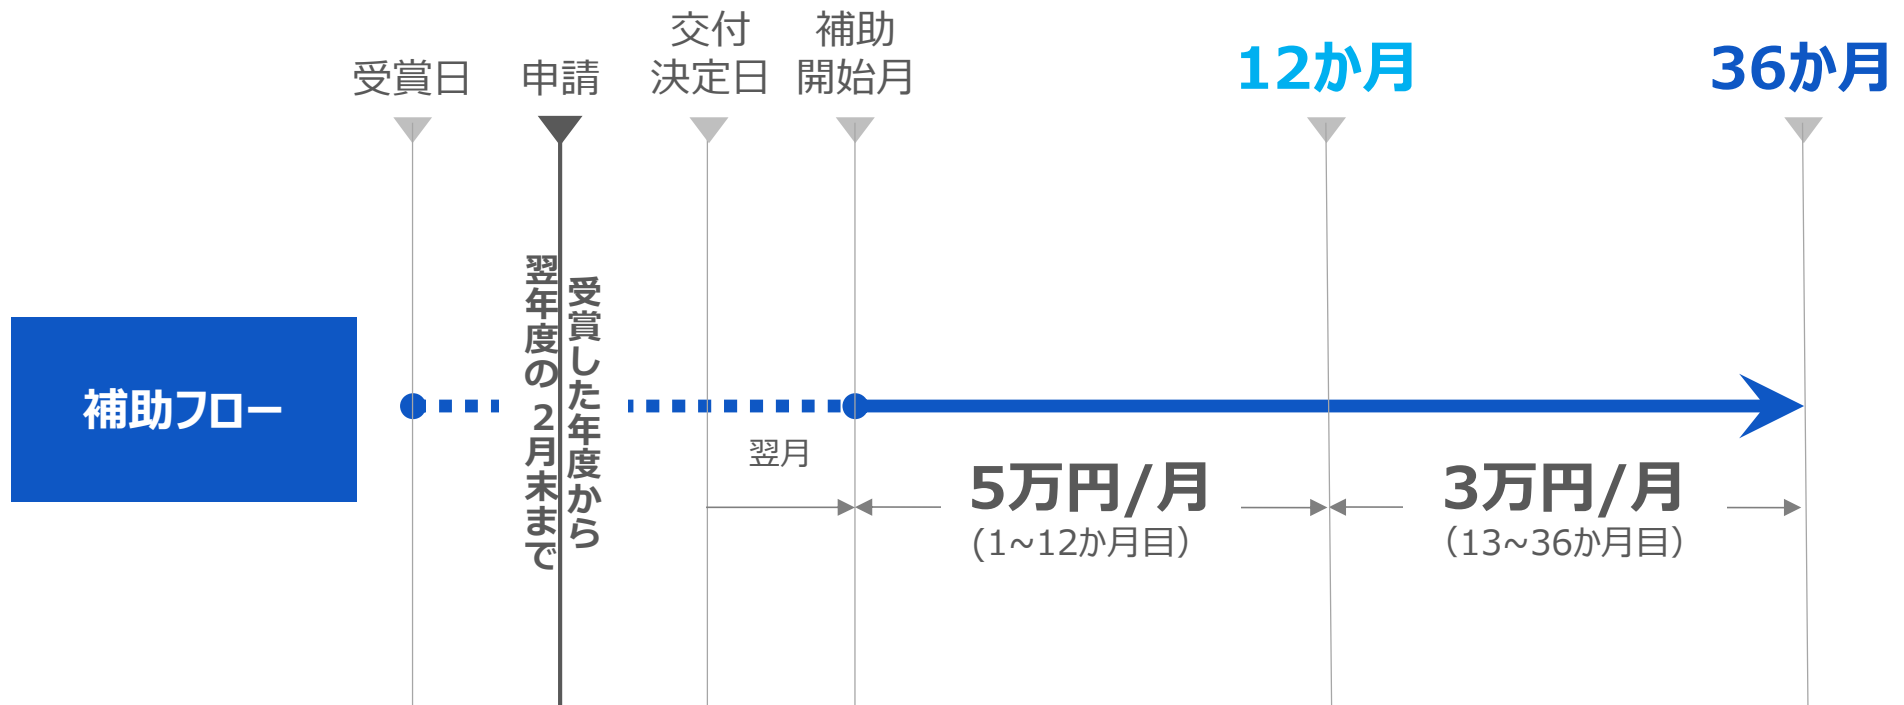 受賞日
申請
交付
決定日
補助
開始月
12か月
36か月
受賞した年度から
翌年度の2月末まで
補助フロー
翌月
5万円/月
(1~12か月目）
3万円/月
（13~36か月目）